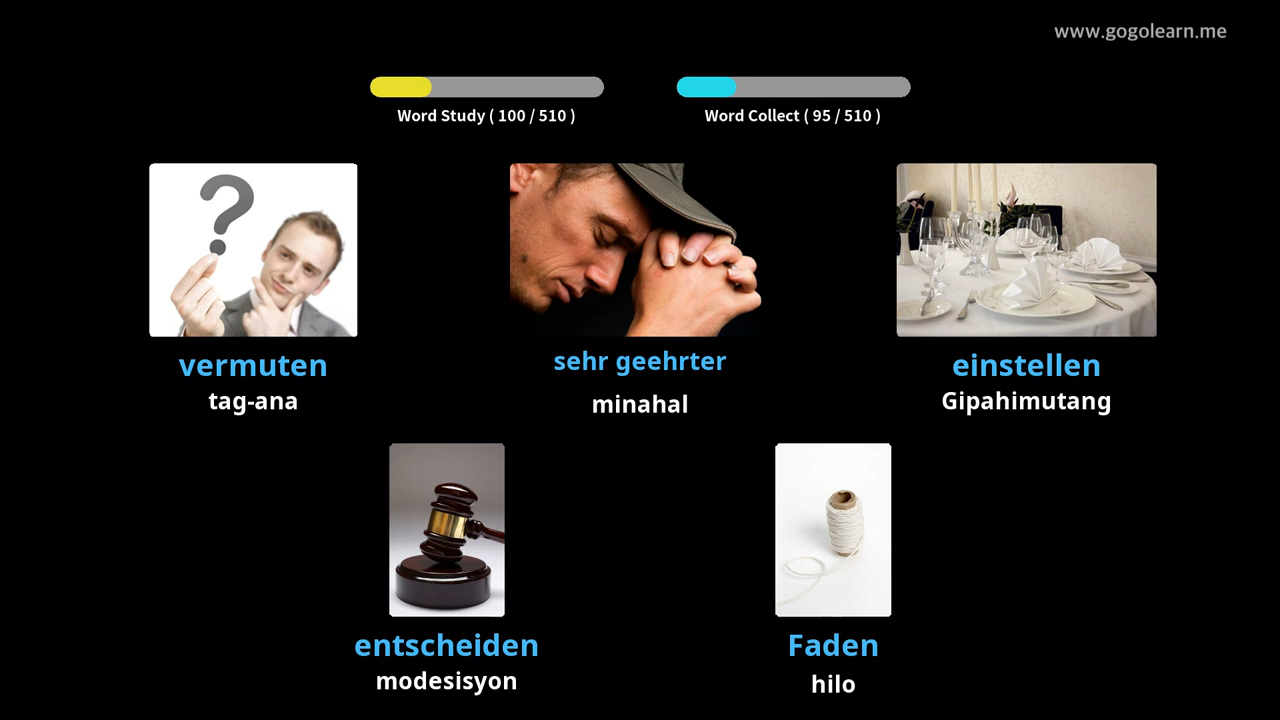 www.gogolearn.me
Word Study ( 100 / 510 )
Word Collect ( 95 / 510 )
vermuten
tag-ana
sehr geehrter
minahal
einstellen
Gipahimutang
entscheiden
modesisyon
Faden
hilo